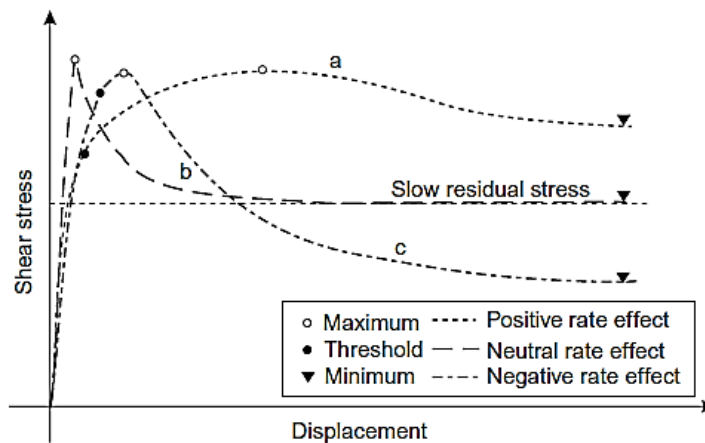 a
b
Slow residual stress
c
Shear stress
Maximum
Positive rate effect
Threshold
Neutral rate effect
Minimum
Negative rate effect
Displacement